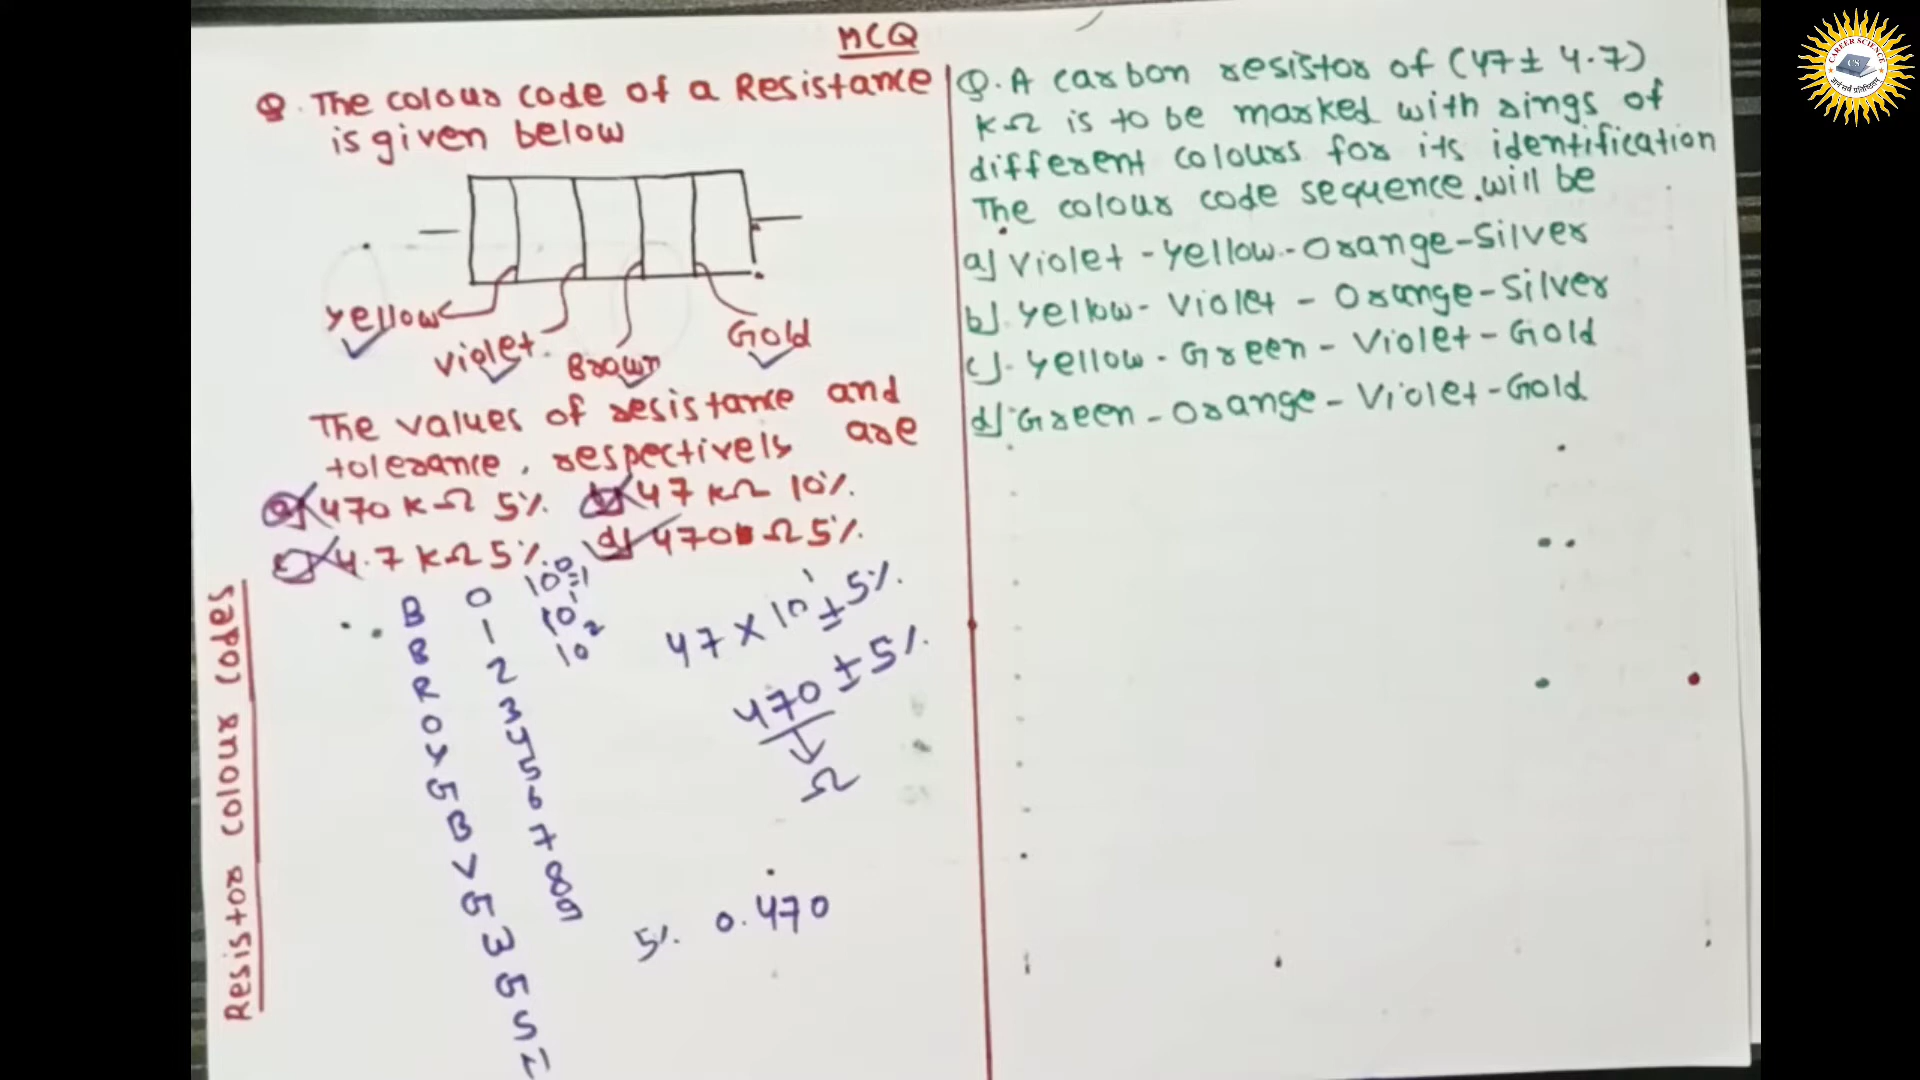 MCQ
Q. The colour code of a Resistance
is given below
Yellow
Violet
Brown
Gold
The values of resistance and
tolerance, respectively are
a) 470 KΩ 5% b) 47 KΩ 10%.
c) 4.7 KΩ 5% d) 470 Ω 5%.
B 0 10⁰=1
B 1 10¹
R 2 10²
O 3
Y
G 5
B 6
V 7
G 8
9
G
S
N
47 × 10¹ ± 5%.
470 ± 5%.
Ω
5%. 0.470
Resistor Colour Codes
Q. A carbon resistor of (47 ± 4.7)
KΩ is to be marked with rings of
different colours for its identification
The colour code sequence will be
a) Violet - Yellow - Orange - Silver
b) Yellow - Violet - Orange - Silver
c) Yellow - Green - Violet - Gold
d) Green - Orange - Violet - Gold
CAREER SCIENCE
CS